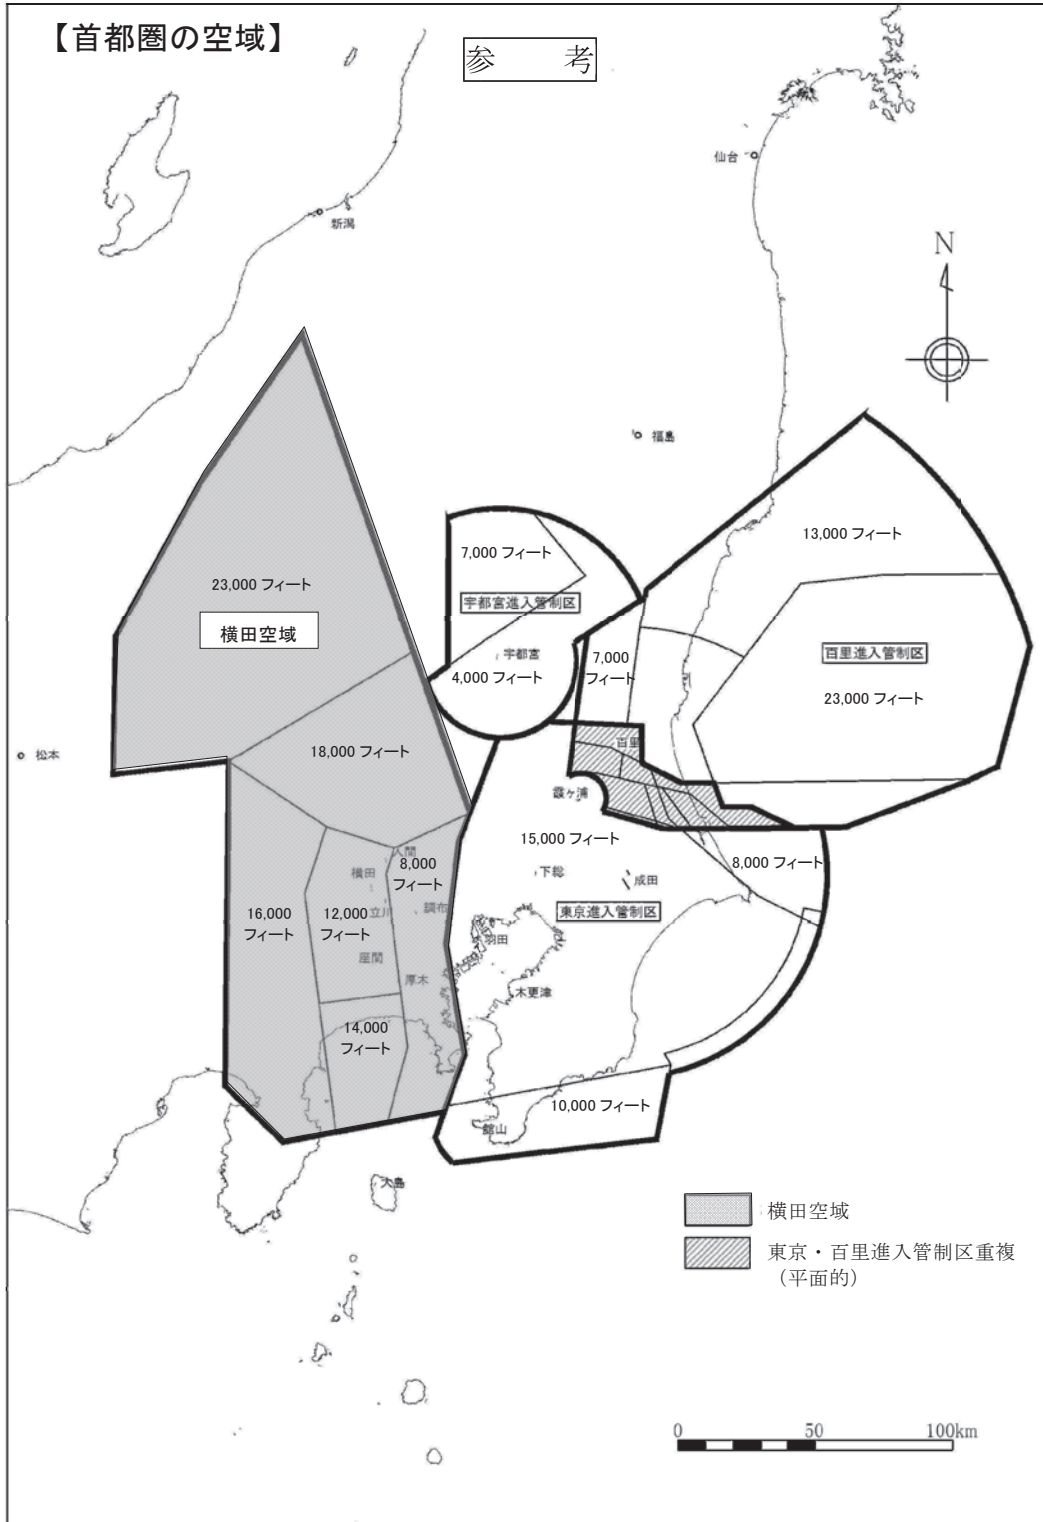 【首都圏の空域】
参 考
仙台
新潟
N
福島
13,000 フィート
7,000 フィート
23,000 フィート
宇都宮進入管制区
横田空域
宇都宮
7,000
フィート
百里進入管制区
4,000 フィート
23,000 フィート
百里
18,000 フィート
松本
霞ヶ浦
15,000 フィート
入間
8,000
フィート
8,000 フィート
横田
下総
成田
16,000
フィート
12,000
フィート
立川
調布
東京進入管制区
羽田
座間
厚木
木更津
14,000
フィート
10,000 フィート
館山
大島
横田空域
東京・百里進入管制区重複
（平面的）
0 50 100km